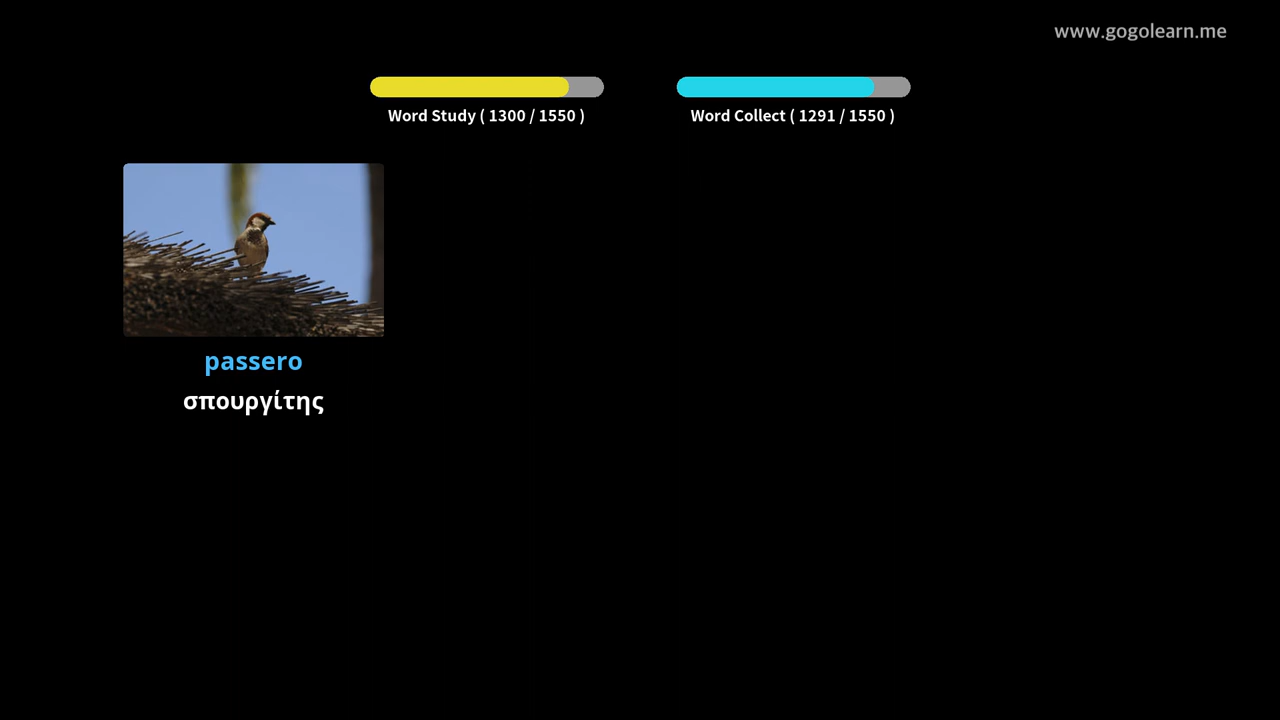 www.gogolearn.me
Word Study ( 1300 / 1550 )
Word Collect ( 1291 / 1550 )
passero
σπουργίτης